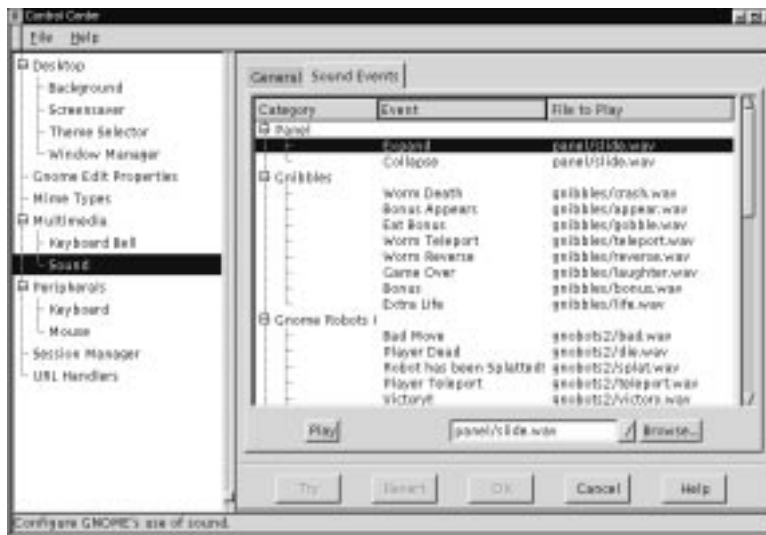 Control Center
File Help
Desktop
Background
Screensaver
Theme Selector
Window Manager
Gnome Edit Properties
Mime Types
Multimedia
Keyboard Bell
Sound
Peripherals
Keyboard
Mouse
Session Manager
URL Handlers
General Sound Events
Category Event File to Play
Panel
Expand panel/slide.wav
Collapse panel/slide.wav
Gnibbles
Worm Death gnibbles/crash.wav
Bonus Appears gnibbles/appear.wav
Eat Bonus gnibbles/gobble.wav
Worm Teleport gnibbles/teleport.wav
Worm Reverse gnibbles/reverse.wav
Game Over gnibbles/laughter.wav
Bonus gnibbles/bonus.wav
Extra Life gnibbles/life.wav
Gnome Robots
Bad Move gnobots2/bad.wav
Player Dead gnobots2/die.wav
Robot has been Splatted! gnobots2/splat.wav
Player Teleport gnobots2/teleport.wav
Victory! gnobots2/victory.wav
Play panel/slide.wav Browse...
Try Revert OK Cancel Help
Configure GNOME's use of sound.